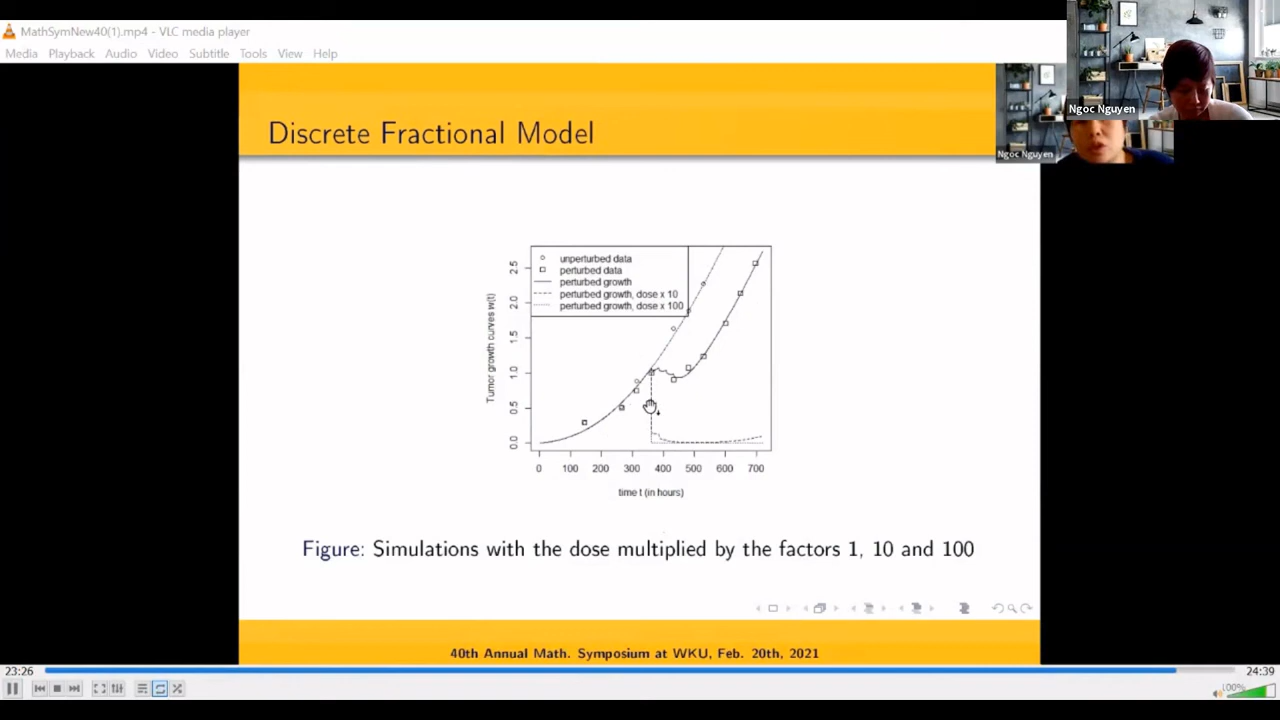 MathSymNew40(1).mp4 - VLC media player
Media Playback Audio Video Subtitle Tools View Help
Ngoc Nguyen
Ngoc Nguyen
Discrete Fractional Model
unperturbed data
perturbed data
perturbed growth
perturbed growth, dose x 10
perturbed growth, dose x 100
Tumor growth curves w(t)
2.5
2.0
1.5
1.0
0.5
0.0
0 100 200 300 400 500 600 700
time t (in hours)
Figure: Simulations with the dose multiplied by the factors 1, 10 and 100
40th Annual Math. Symposium at WKU, Feb. 20th, 2021
23:26
24:39
100%